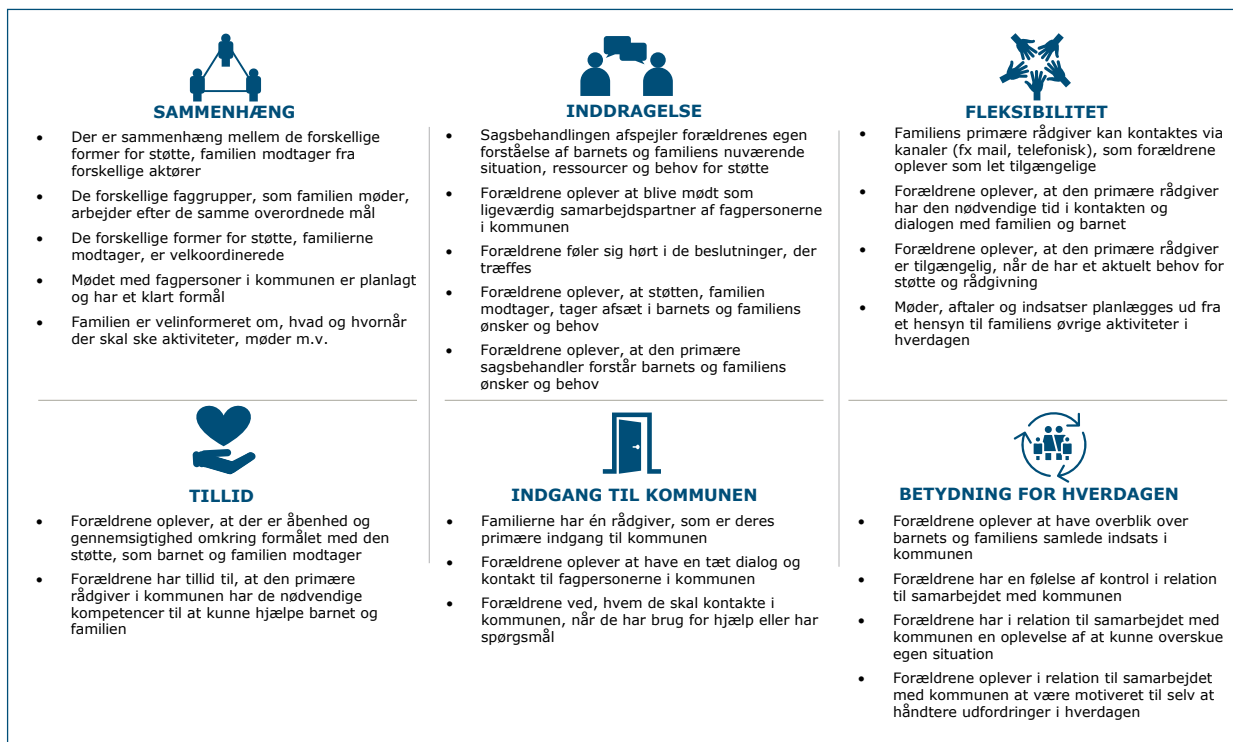 SAMMENHÆNG
• Der er sammenhæng mellem de forskellige
former for støtte, familien modtager fra
forskellige aktører
• De forskellige faggrupper, som familien møder,
arbejder efter de samme overordnede mål
• De forskellige former for støtte, familierne
modtager, er velkoordinerede
• Mødet med fagpersoner i kommunen er planlagt
og har et klart formål
• Familien er velinformeret om, hvad og hvornår
der skal ske aktiviteter, møder m.v.
INDDRAGELSE
• Sagsbehandlingen afspejler forældrenes egen
forståelse af barnets og familiens nuværende
situation, ressourcer og behov for støtte
• Forældrene oplever at blive mødt som
ligeværdig samarbejdspartner af fagpersonerne
i kommunen
• Forældrene føler sig hørt i de beslutninger, der
træffes
• Forældrene oplever, at støtten, familien
modtager, tager afsæt i barnets og familiens
ønsker og behov
• Forældrene oplever, at den primære
sagsbehandler forstår barnets og familiens
ønsker og behov
FLEKSIBILITET
• Familiens primære rådgiver kan kontaktes via
kanaler (fx mail, telefonisk), som forældrene
oplever som let tilgængelige
• Forældrene oplever, at den primære rådgiver
har den nødvendige tid i kontakten og
dialogen med familien og barnet
• Forældrene oplever, at den primære rådgiver
er tilgængelig, når de har et aktuelt behov for
støtte og rådgivning
• Møder, aftaler og indsatser planlægges ud fra
et hensyn til familiens øvrige aktiviteter i
hverdagen
TILLID
• Forældrene oplever, at der er åbenhed og
gennemsigtighed omkring formålet med den
støtte, som barnet og familien modtager
• Forældrene har tillid til, at den primære
rådgiver i kommunen har de nødvendige
kompetencer til at kunne hjælpe barnet og
familien
INDGANG TIL KOMMUNEN
• Familierne har én rådgiver, som er deres
primære indgang til kommunen
• Forældrene oplever at have en tæt dialog og
kontakt til fagpersonerne i kommunen
• Forældrene ved, hvem de skal kontakte i
kommunen, når de har brug for hjælp eller har
spørgsmål
BETYDNING FOR HVERDAGEN
• Forældrene oplever at have overblik over
barnets og familiens samlede indsats i
kommunen
• Forældrene har en følelse af kontrol i relation
til samarbejdet med kommunen
• Forældrene har i relation til samarbejdet med
kommunen en oplevelse af at kunne overskue
egen situation
• Forældrene oplever i relation til samarbejdet
med kommunen at være motiveret til selv at
håndtere udfordringer i hverdagen